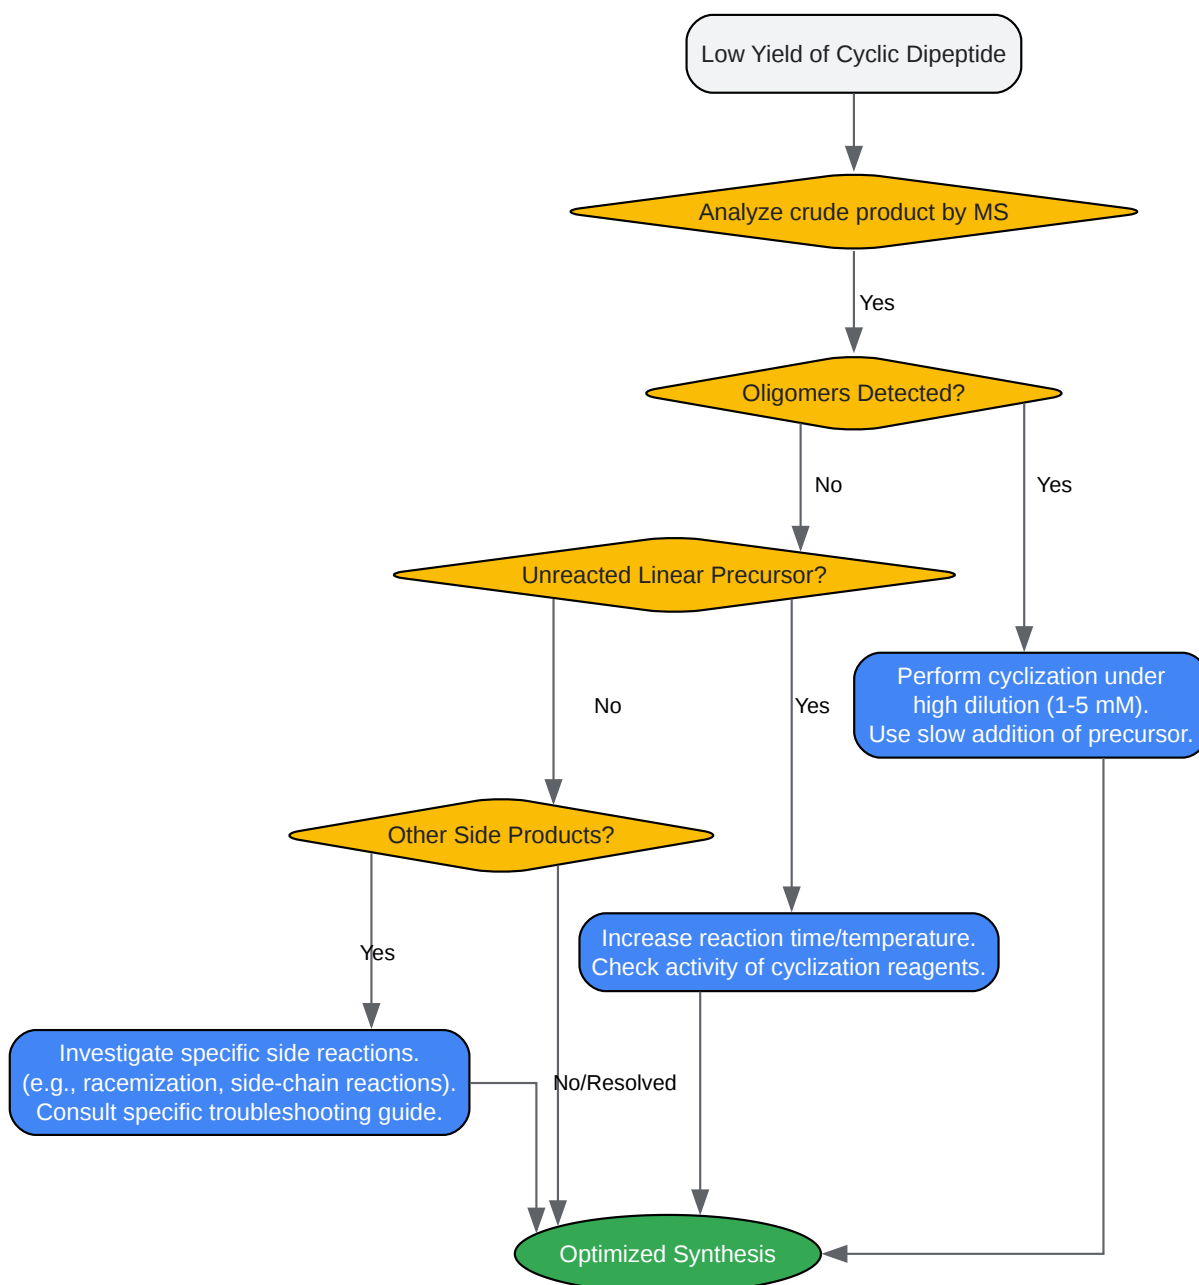 Low Yield of Cyclic Dipeptide
Analyze crude product by MS
Yes
Oligomers Detected?
No
Yes
Unreacted Linear Precursor?
Perform cyclization under
high dilution (1-5 mM).
Use slow addition of precursor.
No
Yes
Other Side Products?
Increase reaction time/temperature.
Check activity of cyclization reagents.
Yes
Investigate specific side reactions.
(e.g., racemization, side-chain reactions).
Consult specific troubleshooting guide.
No/Resolved
Optimized Synthesis